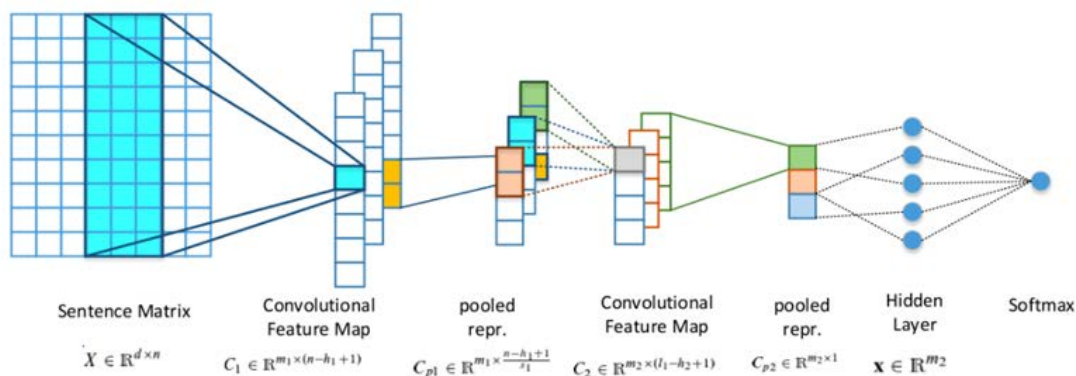 Sentence Matrix
Convolutional
Feature Map
pooled
repr.
Convolutional
Feature Map
pooled
repr.
Hidden
Layer
Softmax
X ∈ ℝ^{d×n}
C_1 ∈ ℝ^{m_1×(n−h_1+1)}
C_{p1} ∈ ℝ^{m_1×\frac{n−h_1+1}{s_1}}
C_2 ∈ ℝ^{m_2×(l_1−h_2+1)}
C_{p2} ∈ ℝ^{m_2×1}
x ∈ ℝ^{m_2}